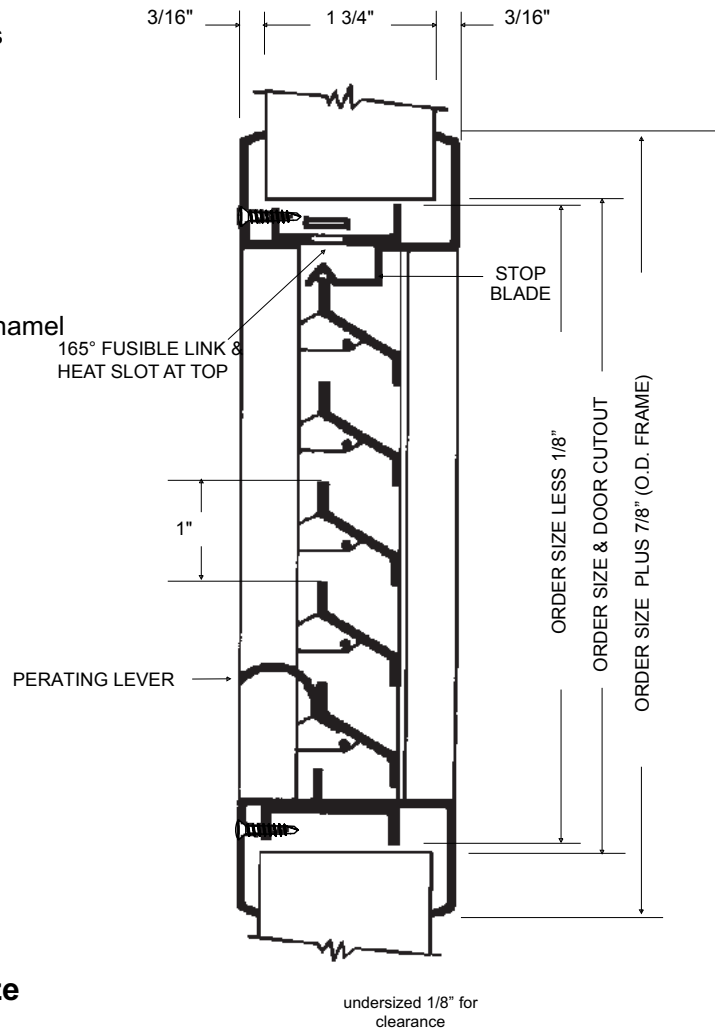 3/16" 1 3/4" 3/16"
s
STOP
BLADE
namel
165° FUSIBLE LINK &
HEAT SLOT AT TOP
ORDER SIZE LESS 1/8”
ORDER SIZE & DOOR CUTOUT
ORDER SIZE PLUS 7/8” (O.D. FRAME)
1"
PERATING LEVER
ze
undersized 1/8” for
clearance